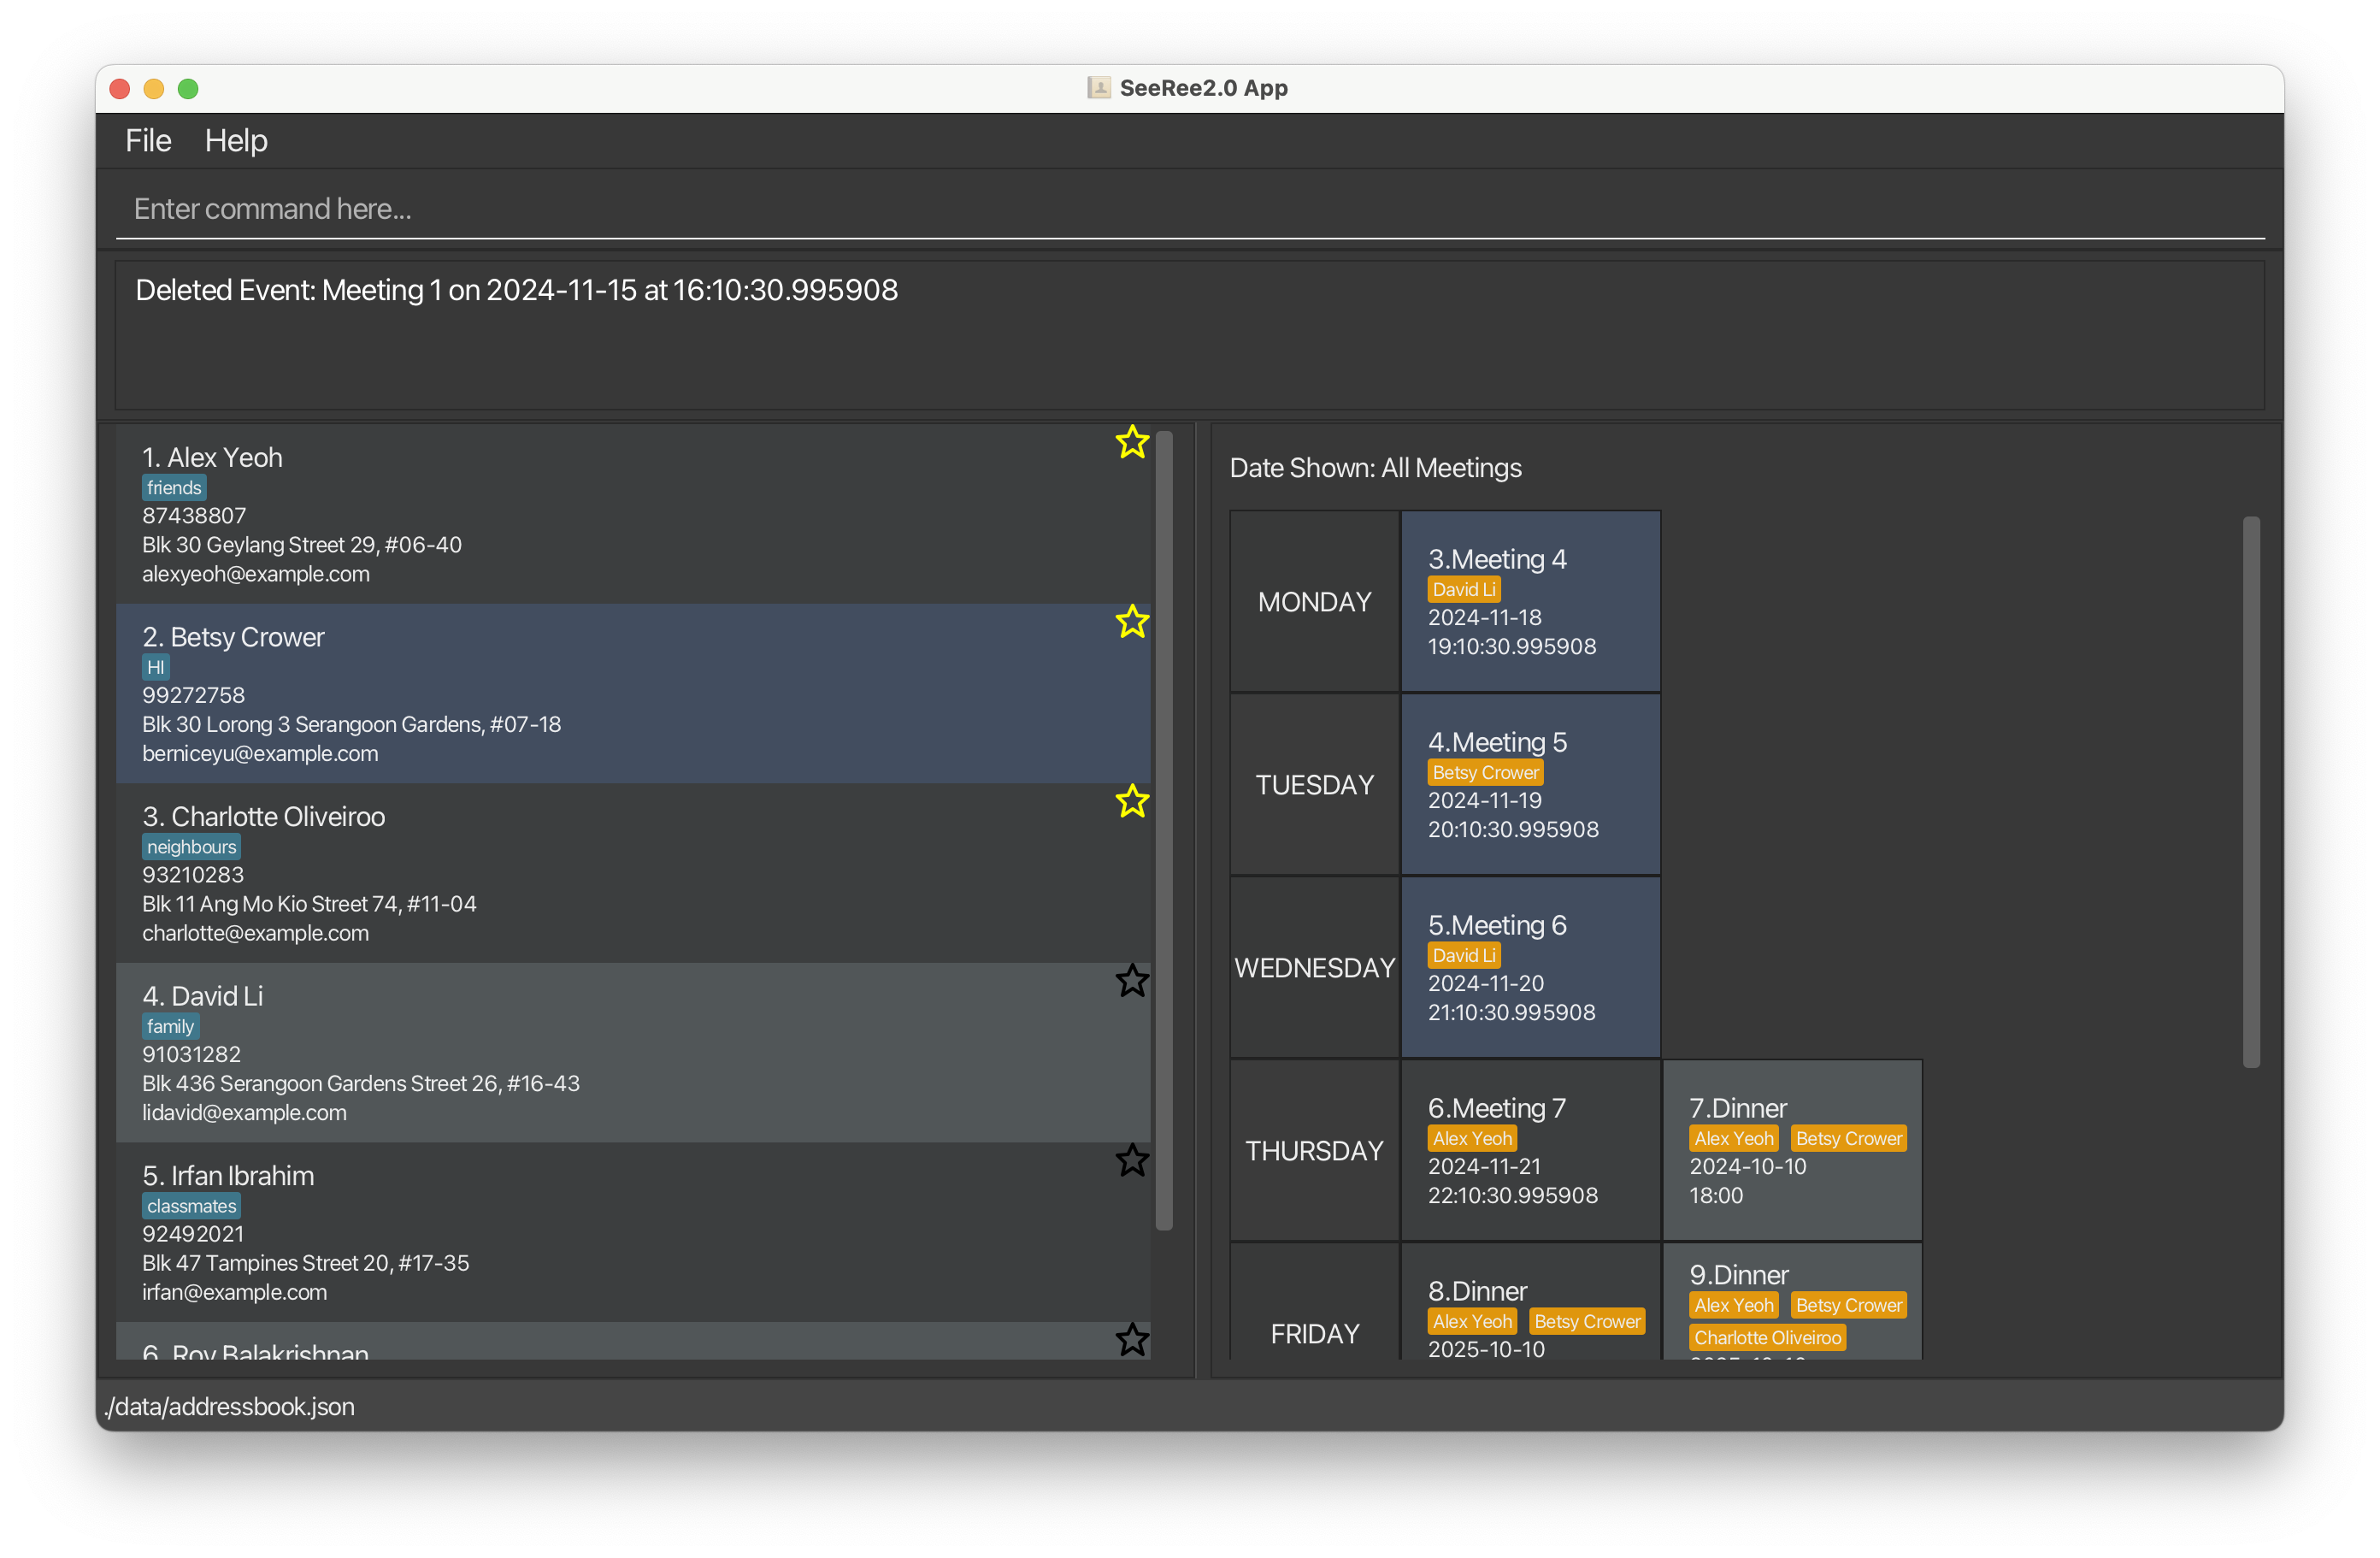 SeeRee2.0 App
File Help
Enter command here...
Deleted Event: Meeting 1 on 2024-11-15 at 16:10:30.995908
1. Alex Yeoh
friends
87438807
Blk 30 Geylang Street 29, #06-40
alexyeoh@example.com
2. Betsy Crower
HI
99272758
Blk 30 Lorong 3 Serangoon Gardens, #07-18
berniceyu@example.com
3. Charlotte Oliveiroo
neighbours
93210283
Blk 11 Ang Mo Kio Street 74, #11-04
charlotte@example.com
4. David Li
family
91031282
Blk 436 Serangoon Gardens Street 26, #16-43
lidavid@example.com
5. Irfan Ibrahim
classmates
92492021
Blk 47 Tampines Street 20, #17-35
irfan@example.com
6. Roy Balakrishnan
Date Shown: All Meetings
MONDAY
3.Meeting 4
David Li
2024-11-18
19:10:30.995908
TUESDAY
4.Meeting 5
Betsy Crower
2024-11-19
20:10:30.995908
WEDNESDAY
5.Meeting 6
David Li
2024-11-20
21:10:30.995908
THURSDAY
6.Meeting 7
Alex Yeoh
2024-11-21
22:10:30.995908
7.Dinner
Alex Yeoh Betsy Crower
2024-10-10
18:00
FRIDAY
8.Dinner
Alex Yeoh Betsy Crower
2025-10-10
9.Dinner
Alex Yeoh Betsy Crower
Charlotte Oliveiroo
./data/addressbook.json